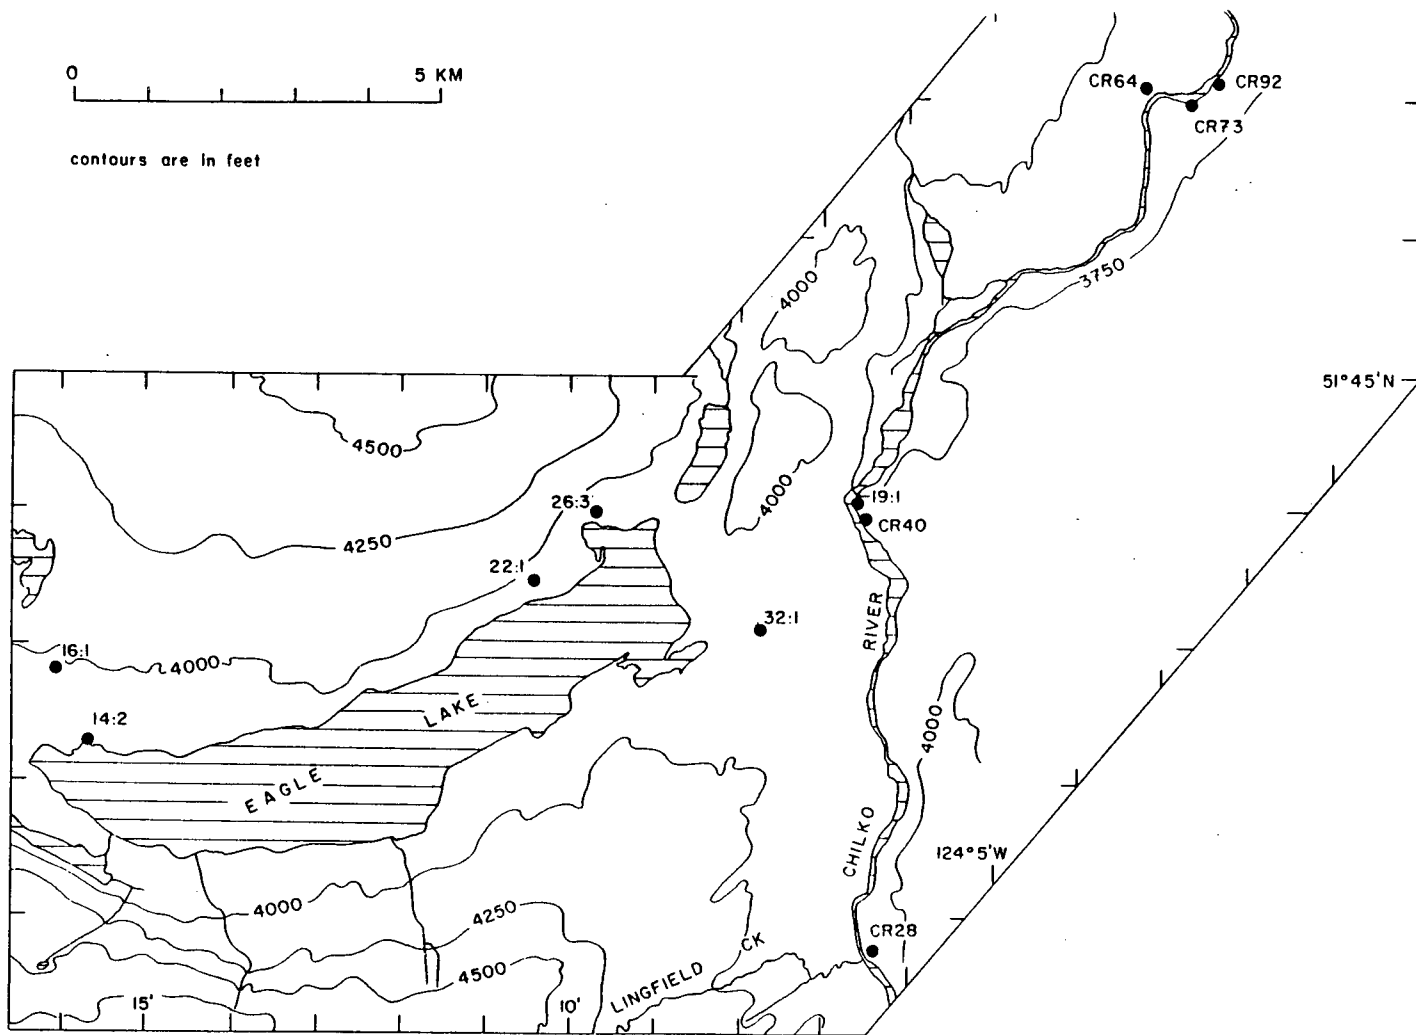 0 5 KM
contours are in feet
CR64
CR92
CR73
3750
4000
51°45'N
4500
4000
26:3
19:1
CR40
4250
22:1
32:1
RIVER
16:1
4000
LAKE
14:2
4000
EAGLE
CHILKO
124°5'W
4000
4250
CR28
CK
4500
LINGFIELD
15'
10'